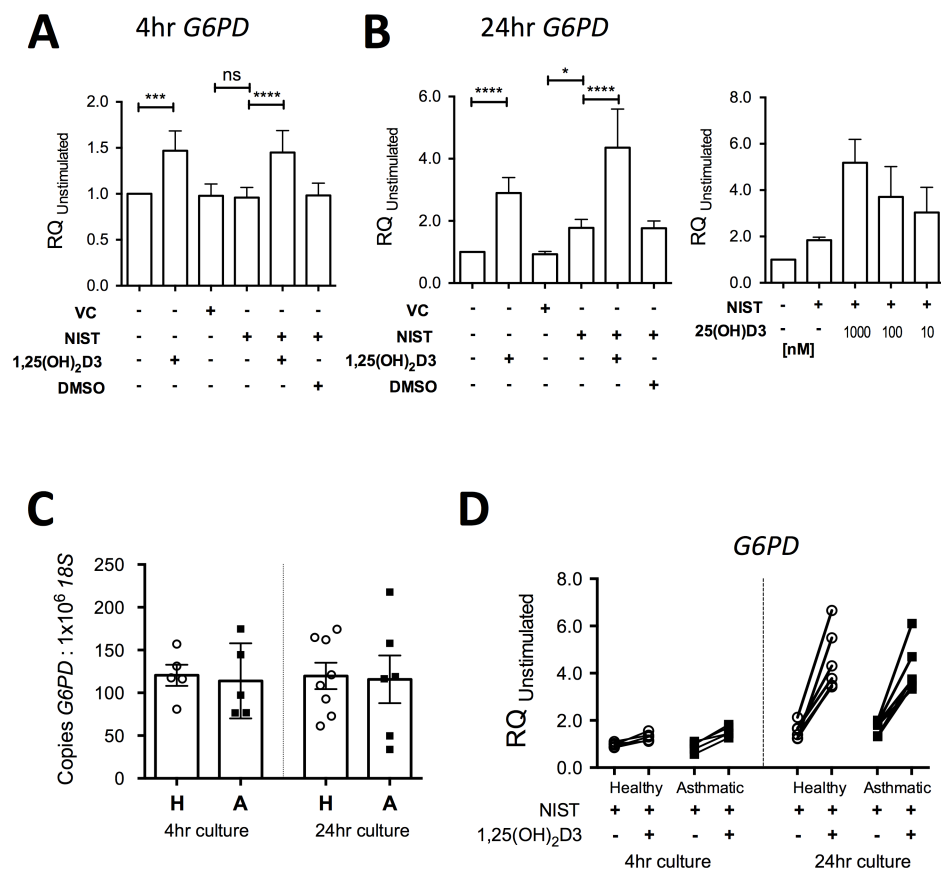 A
4hr G6PD
B
24hr G6PD
***
ns
****
2.0
1.5
1.0
0.5
0.0
RQ Unstimulated
VC - - + - - -
NIST - - - + + +
1,25(OH)2D3 - + - - + -
DMSO - - - - - +
****
*
****
6.0
4.0
2.0
0.0
RQ Unstimulated
VC - - + - - -
NIST - - - + + +
1,25(OH)2D3 - + - - + -
DMSO - - - - - +
8.0
6.0
4.0
2.0
0.0
RQ Unstimulated
NIST - + + + +
25(OH)D3 - - 1000 100 10
[nM]
C
250
200
150
100
50
0
Copies G6PD : 1x10^6 18S
H A H A
4hr culture 24hr culture
D
G6PD
8.0
6.0
4.0
2.0
0.0
RQ Unstimulated
Healthy Asthmatic Healthy Asthmatic
NIST + + + + + + + +
1,25(OH)2D3 - + - + - + - +
4hr culture 24hr culture